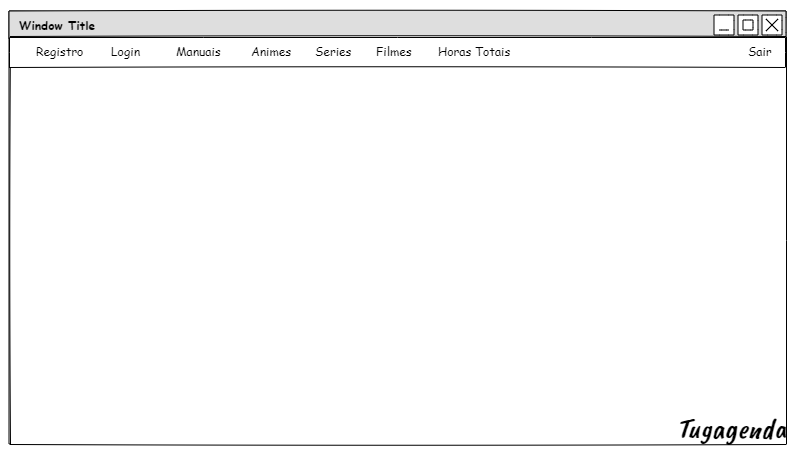 Window Title
Registro Login Manuais Animes Series Filmes Horas Totais Sair
Tugagenda